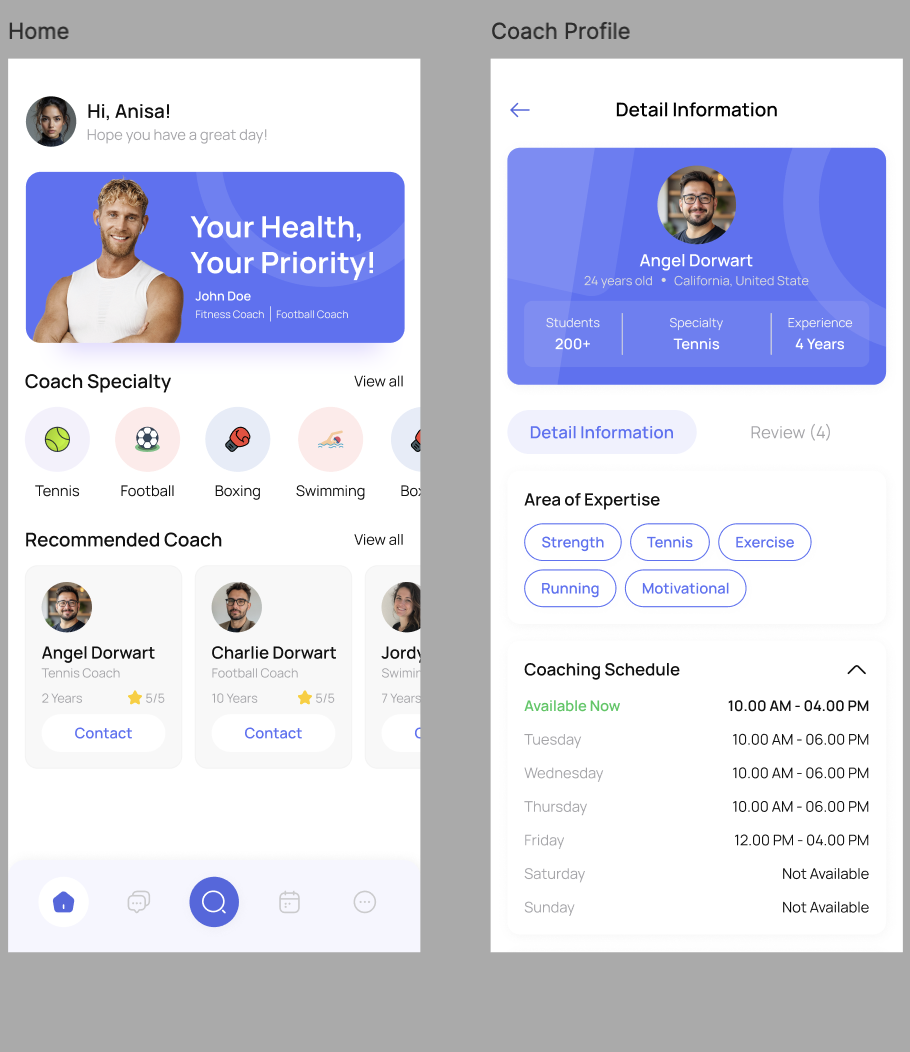 Home
Hi, Anisa!
Hope you have a great day!
Your Health,
Your Priority!
John Doe
Fitness Coach | Football Coach
Coach Specialty View all
Tennis Football Boxing Swimming Box
Recommended Coach View all
Angel Dorwart Charlie Dorwart Jordy
Tennis Coach Football Coach Swimin
2 Years 5/5 10 Years 5/5 7 Years
Contact Contact C
Coach Profile
Detail Information
Angel Dorwart
24 years old • California, United State
Students Specialty Experience
200+ Tennis 4 Years
Detail Information Review (4)
Area of Expertise
Strength Tennis Exercise
Running Motivational
Coaching Schedule
Available Now 10.00 AM - 04.00 PM
Tuesday 10.00 AM - 06.00 PM
Wednesday 10.00 AM - 06.00 PM
Thursday 10.00 AM - 06.00 PM
Friday 12.00 PM - 04.00 PM
Saturday Not Available
Sunday Not Available